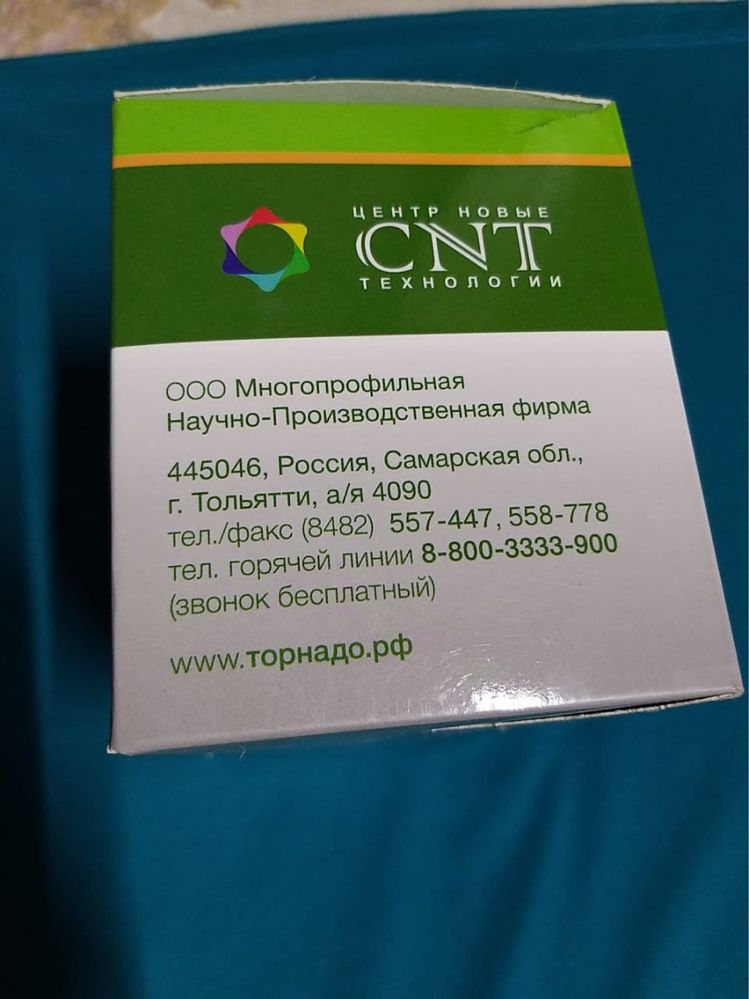 ЦЕНТР НОВЫЕ
CNT
ТЕХНОЛОГИИ
ООО Многопрофильная
Научно-Производственная фирма
445046, Россия, Самарская обл.,
г. Тольятти, а/я 4090
тел./факс (8482) 557-447, 558-778
тел. горячей линии 8-800-3333-900
(звонок бесплатный)
www.торнадо.рф